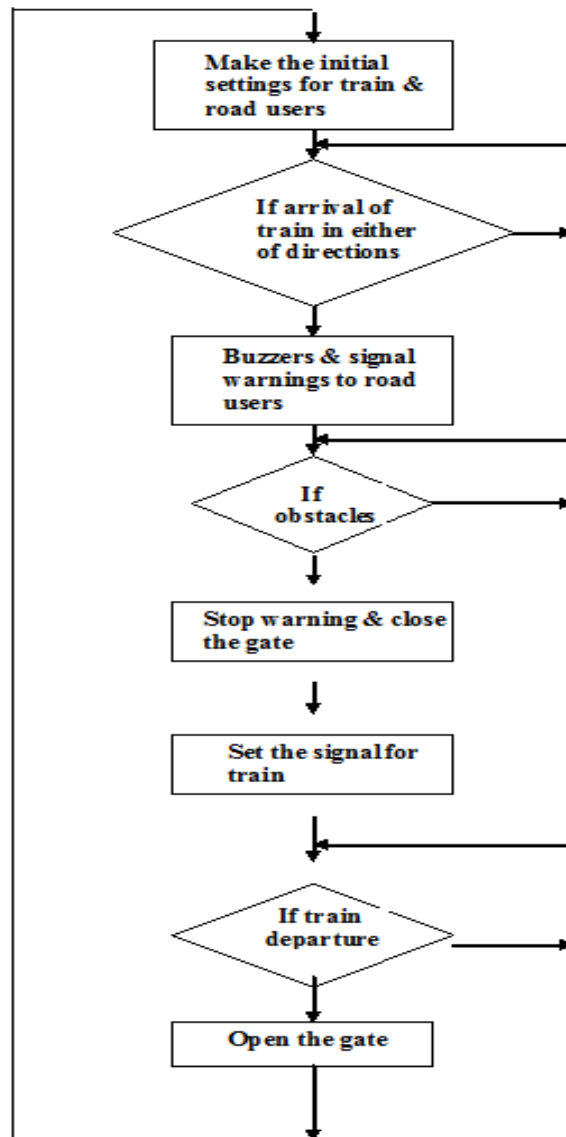 Make the initial
settings for train &
road users
If arrival of
train in either
of directions
Buzzers & signal
warnings to road
users
If
obstacles
Stop warning & close
the gate
Set the signal for
train
If train
departure
Open the gate